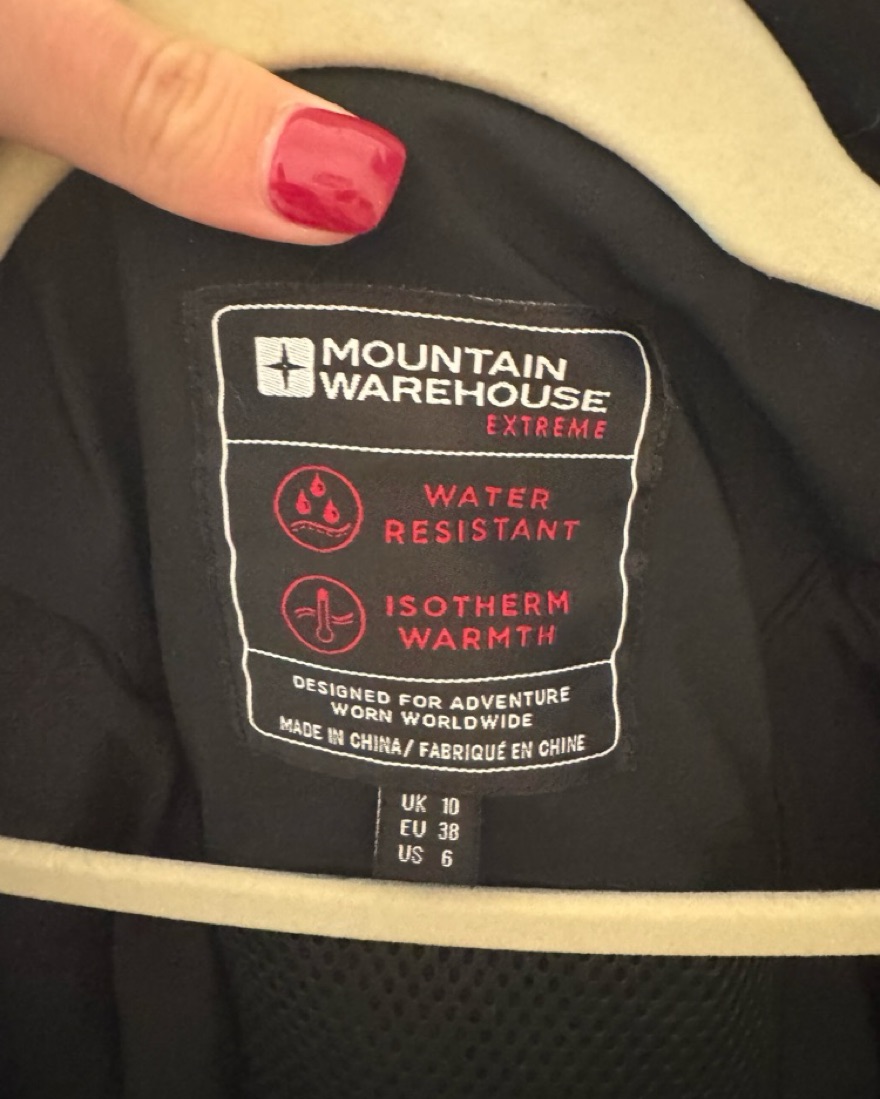 MOUNTAIN
WAREHOUSE
EXTREME
WATER
RESISTANT
ISOTHERM
WARMTH
DESIGNED FOR ADVENTURE
WORN WORLDWIDE
MADE IN CHINA/ FABRIQUÉ EN CHINE
UK 10
EU 38
US 6